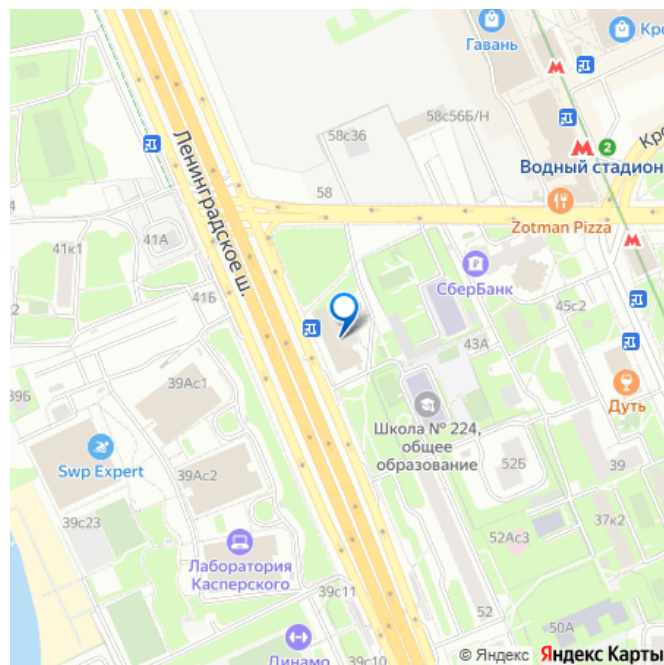 Гавань
Кро
58с56Б/Н
58с36
М
2
Водный стадион
Кро
58
Zotman Pizza
Ленинградское ш.
41А
41к1
СберБанк
41Б
45с2
43А
39Ас1
39Б
Дуть
Школа № 224,
общее
образование
Swp Expert
39Ас2
52Б
39
39с23
37к2
52Ас3
Лаборатория
Касперского
39с11
52
50А
Динамо
39с10
© Яндекс Яндекс Карты